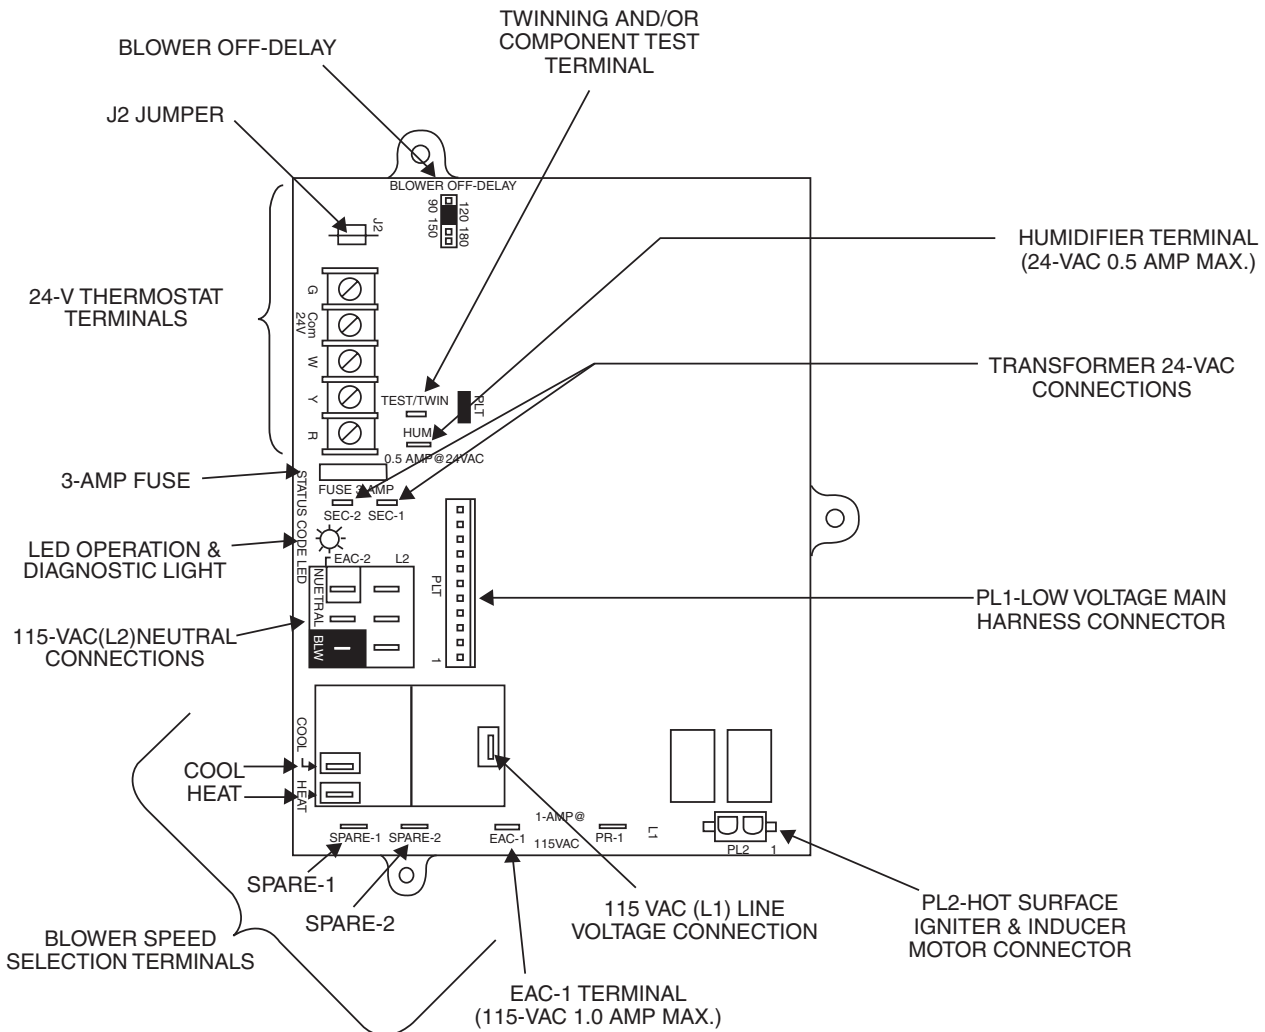 TWINNING AND/OR
COMPONENT TEST
TERMINAL
BLOWER OFF-DELAY
J2 JUMPER
BLOWER OFF-DELAY
90 150
120 180
J2
HUMIDIFIER TERMINAL
(24-VAC 0.5 AMP MAX.)
24-V THERMOSTAT
TERMINALS
G
Com
24V
W
Y
R
TRANSFORMER 24-VAC
CONNECTIONS
TEST/TWIN
PLT
HUM
0.5 AMP@24VAC
3-AMP FUSE
FUSE 3-AMP
STATUS CODE LED
SEC-2
SEC-1
LED OPERATION &
DIAGNOSTIC LIGHT
EAC-2
L2
NUETRAL
BLW
PLT
1
PL1-LOW VOLTAGE MAIN
HARNESS CONNECTOR
115-VAC(L2)NEUTRAL
CONNECTIONS
COOL
HEAT
COOL
HEAT
1-AMP@
115VAC
SPARE-1
SPARE-2
EAC-1
PR-1
L1
PL2
1
SPARE-1
SPARE-2
115 VAC (L1) LINE
VOLTAGE CONNECTION
PL2-HOT SURFACE
IGNITER & INDUCER
MOTOR CONNECTOR
BLOWER SPEED
SELECTION TERMINALS
EAC-1 TERMINAL
(115-VAC 1.0 AMP MAX.)